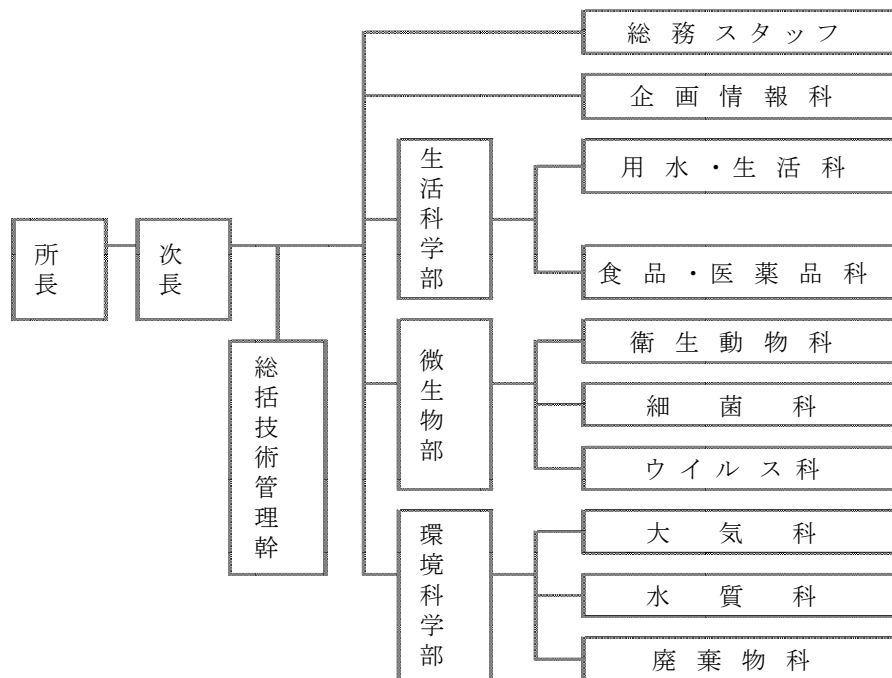 所長
次長
総括技術管理幹
総務スタッフ
企画情報科
生活科学部
用水・生活科
食品・医薬品科
微生物部
衛生動物科
細菌科
ウイルス科
環境科学部
大気科
水質科
廃棄物科